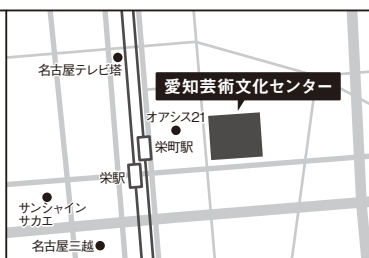 名古屋テレビ塔
愛知芸術文化センター
オアシス21
栄町駅
栄駅
サンシャイン
サカエ
名古屋三越